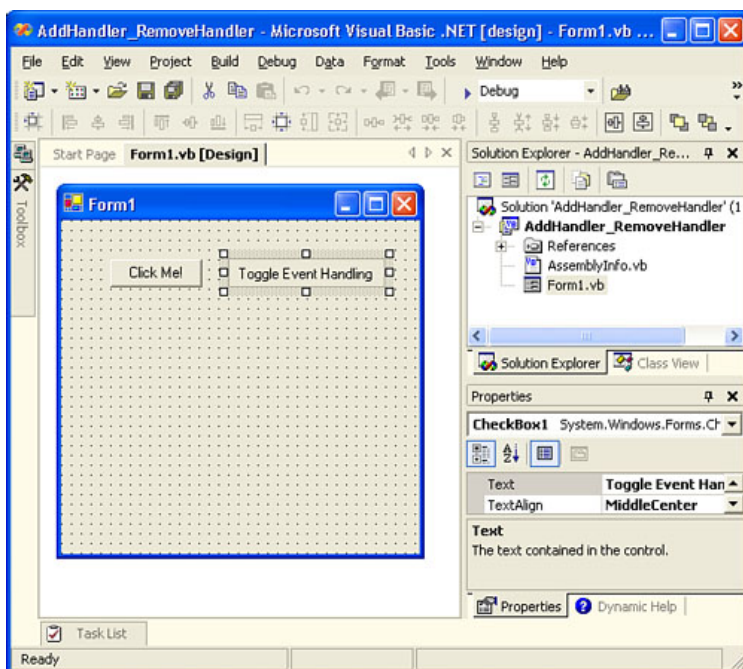 AddHandler_RemoveHandler - Microsoft Visual Basic .NET [design] - Form1.vb ...
File Edit View Project Build Debug Data Format Tools Window Help
Debug
Start Page Form1.vb [Design]
Solution Explorer - AddHandler_Re...
Toolbox
Form1
Click Me!
Toggle Event Handling
Solution 'AddHandler_RemoveHandler' (1
AddHandler_RemoveHandler
References
AssemblyInfo.vb
Form1.vb
Solution Explorer Class View
Properties
CheckBox1 System.Windows.Forms.Ch
Text Toggle Event Han
TextAlign MiddleCenter
Text
The text contained in the control.
Properties Dynamic Help
Task List
Ready